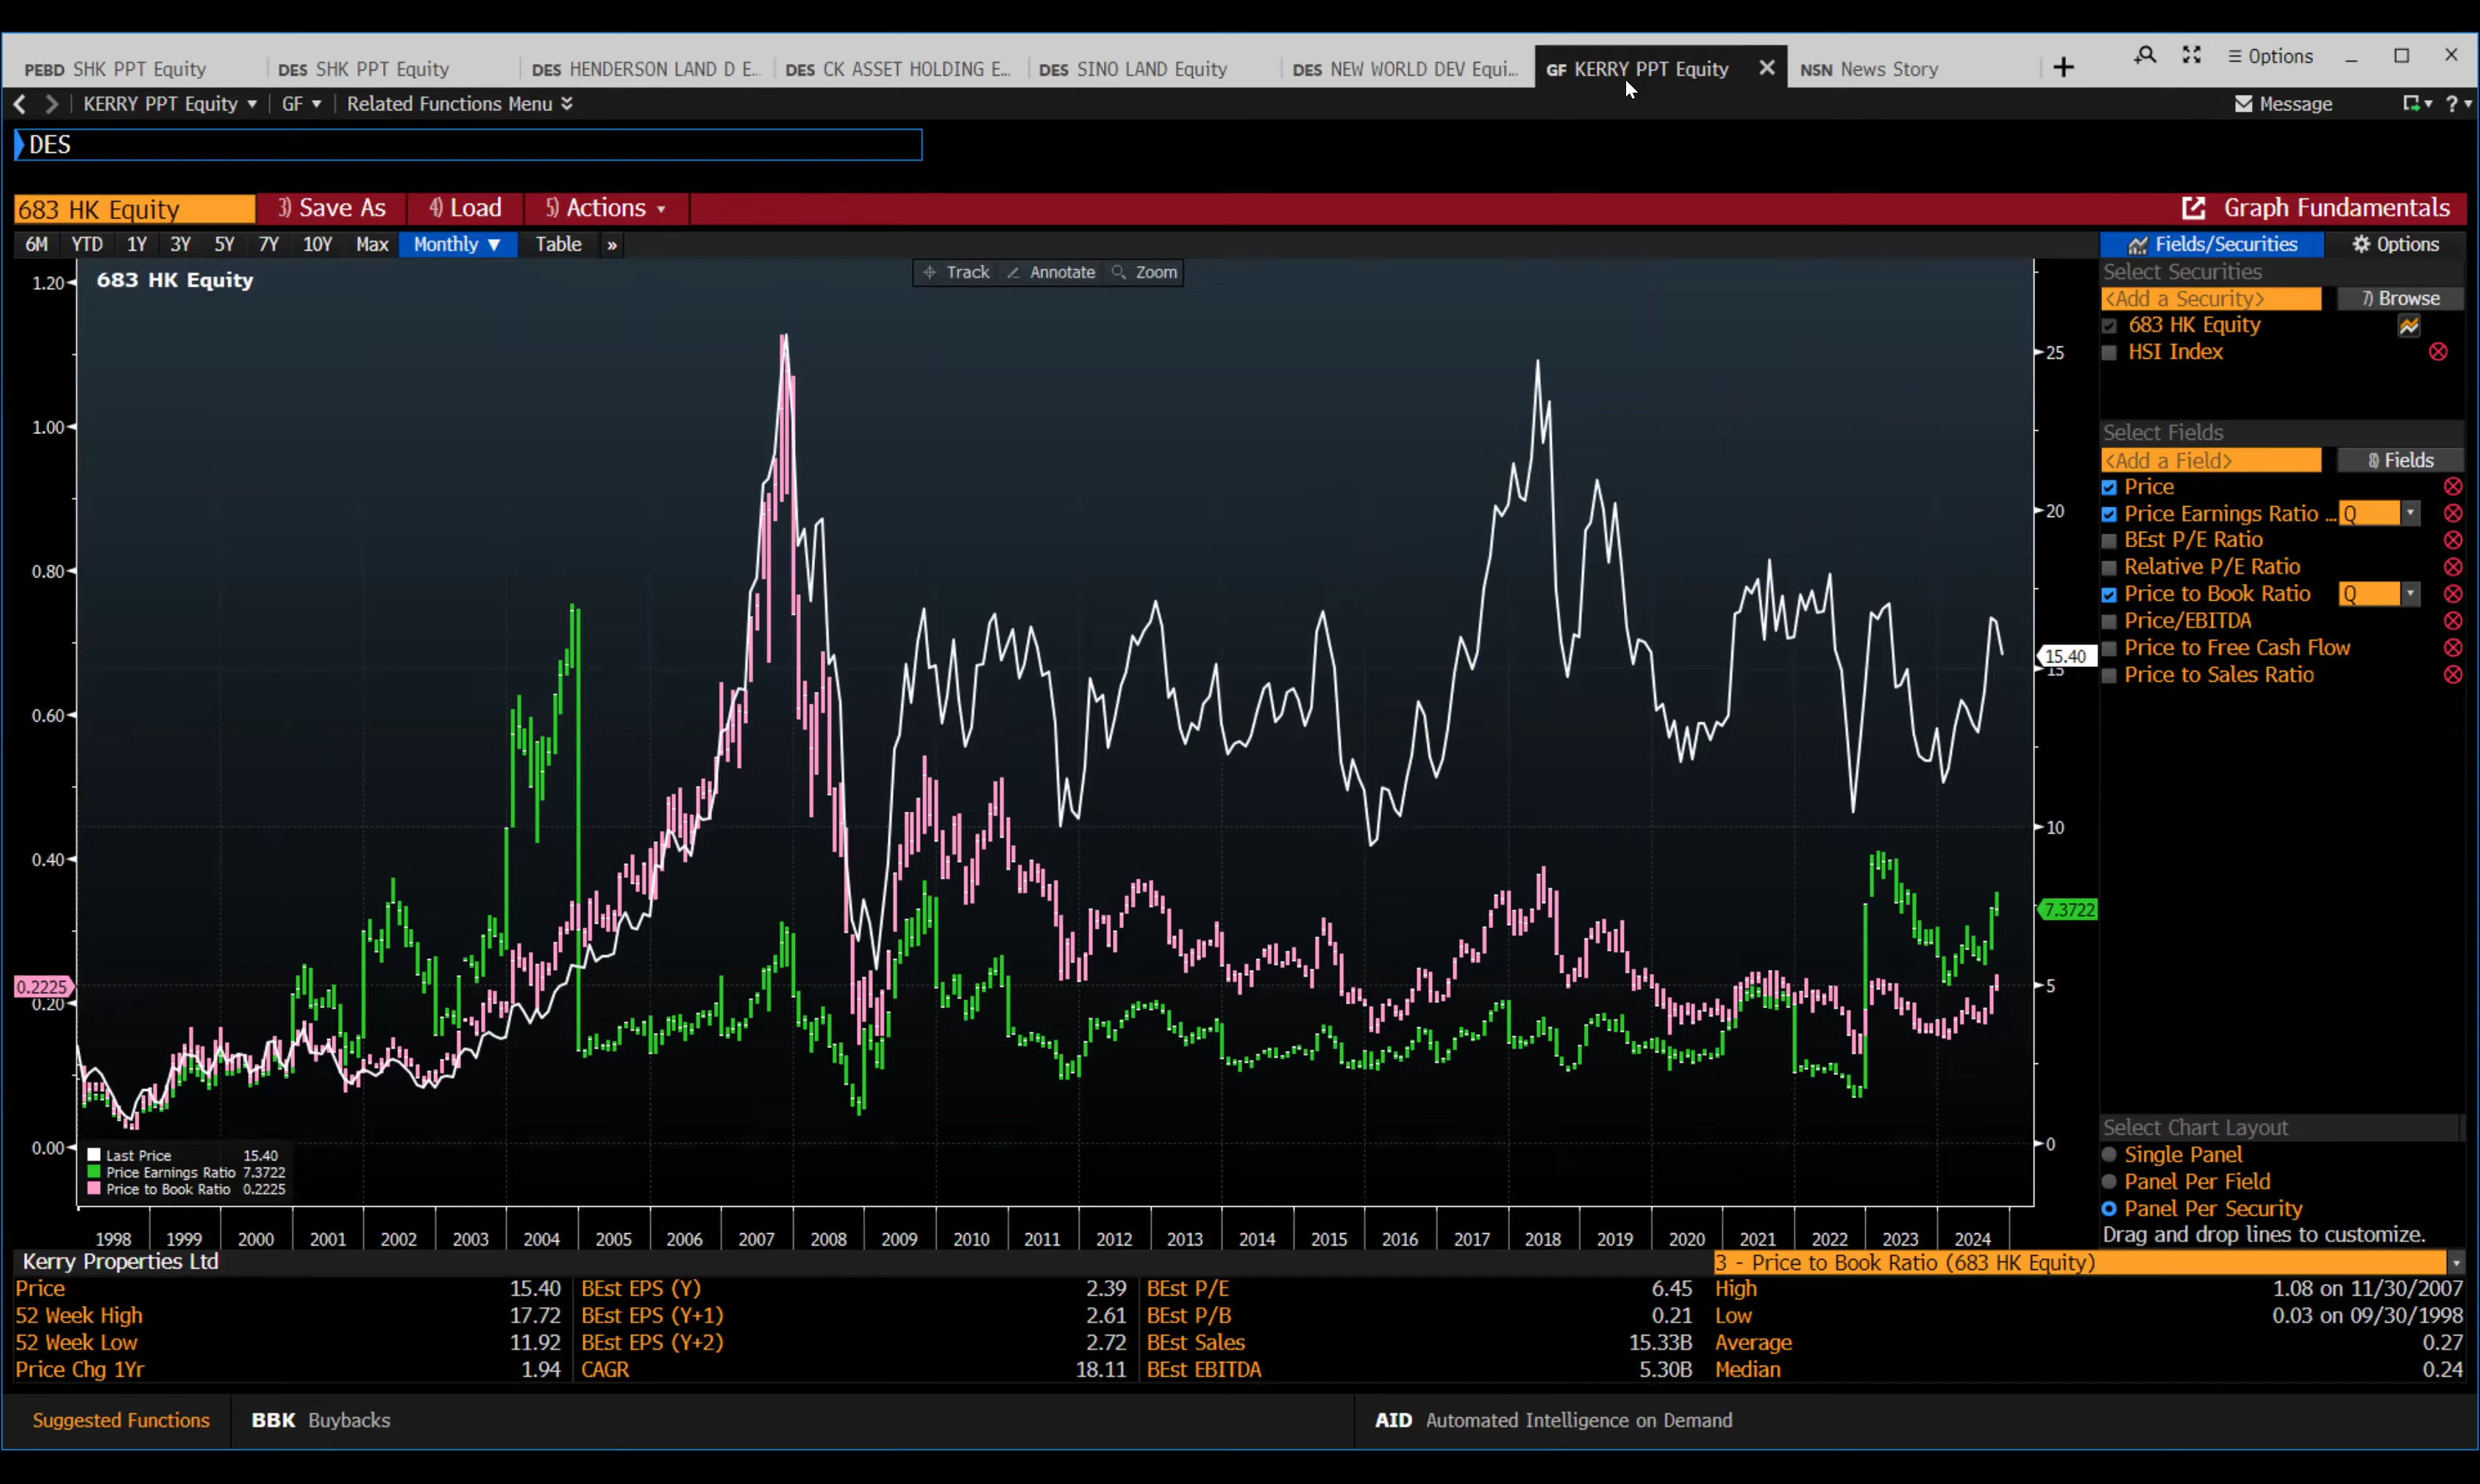 PEBD SHK PPT Equity DES SHK PPT Equity DES HENDERSON LAND D E... DES CK ASSET HOLDING E... DES SINO LAND Equity DES NEW WORLD DEV Equi... GF KERRY PPT Equity NSN News Story Options
KERRY PPT Equity GF Related Functions Menu Message ?
DES
683 HK Equity 3) Save As 4) Load 5) Actions Graph Fundamentals
6M YTD 1Y 3Y 5Y 7Y 10Y Max Monthly Table » Fields/Securities Options
683 HK Equity
Track Annotate Zoom
Select Securities
<Add a Security> 7) Browse
683 HK Equity
HSI Index
Select Fields
<Add a Field> 8) Fields
Price
Price Earnings Ratio ... Q
BEst P/E Ratio
Relative P/E Ratio
Price to Book Ratio Q
Price/EBITDA
Price to Free Cash Flow
Price to Sales Ratio
1.20
1.00
0.80
0.60
0.40
0.2225
0.20
0.00
25
20
15.40
15
10
7.3722
5
0
Last Price 15.40
Price Earnings Ratio 7.3722
Price to Book Ratio 0.2225
1998 1999 2000 2001 2002 2003 2004 2005 2006 2007 2008 2009 2010 2011 2012 2013 2014 2015 2016 2017 2018 2019 2020 2021 2022 2023 2024
Select Chart Layout
Single Panel
Panel Per Field
Panel Per Security
Drag and drop lines to customize.
Kerry Properties Ltd 3 - Price to Book Ratio (683 HK Equity)
Price 15.40 BEst EPS (Y) 2.39 BEst P/E 6.45 High 1.08 on 11/30/2007
52 Week High 17.72 BEst EPS (Y+1) 2.61 BEst P/B 0.21 Low 0.03 on 09/30/1998
52 Week Low 11.92 BEst EPS (Y+2) 2.72 BEst Sales 15.33B Average 0.27
Price Chg 1Yr 1.94 CAGR 18.11 BEst EBITDA 5.30B Median 0.24
Suggested Functions BBK Buybacks AID Automated Intelligence on Demand